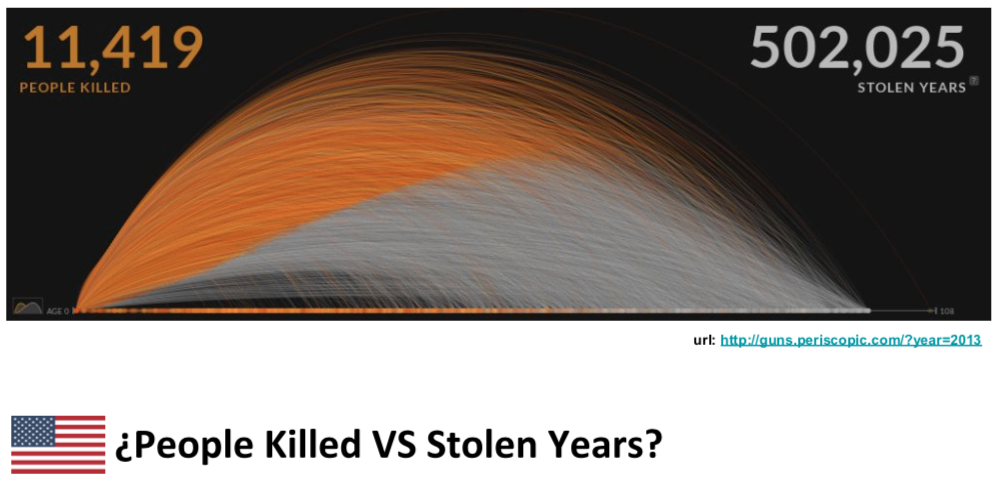 11,419
PEOPLE KILLED
502,025
STOLEN YEARS ?
AGE 0
108
url: http://guns.periscopic.com/?year=2013
¿People Killed VS Stolen Years?